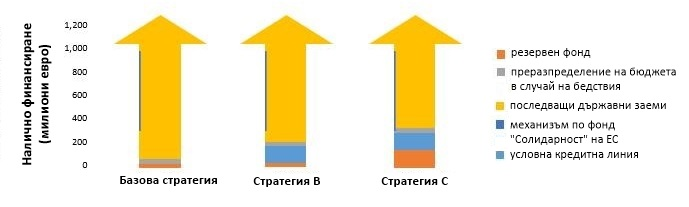 Налично финансиране
(милиони евро)
1,200
1,000
800
600
400
200
0
Базова стратегия
Стратегия В
Стратегия С
резервен фонд
преразпределение на бюджета
в случай на бедствия
последващи държавни заеми
механизъм по фонд
"Солидарност" на ЕС
условна кредитна линия